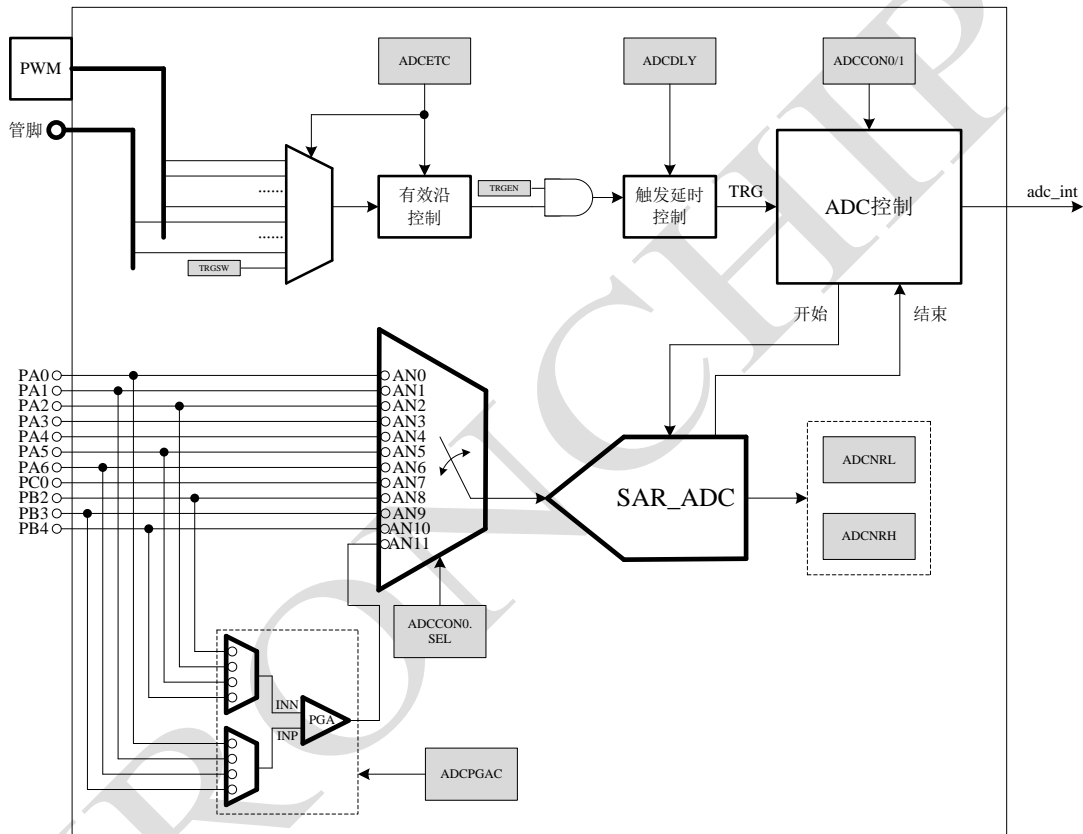 PWM
管脚
ADCETC
ADCDLY
ADCCON0/1
......
......
TRGSW
有效沿
控制
TRGEN
触发延时
控制
TRG
ADC控制
adc_int
开始
结束
PA0
PA1
PA2
PA3
PA4
PA5
PA6
PC0
PB2
PB3
PB4
AN0
AN1
AN2
AN3
AN4
AN5
AN6
AN7
AN8
AN9
AN10
AN11
SAR_ADC
ADCNRL
ADCNRH
ADCCON0.
SEL
INN
INP
PGA
ADCPGAC
RONCHIP